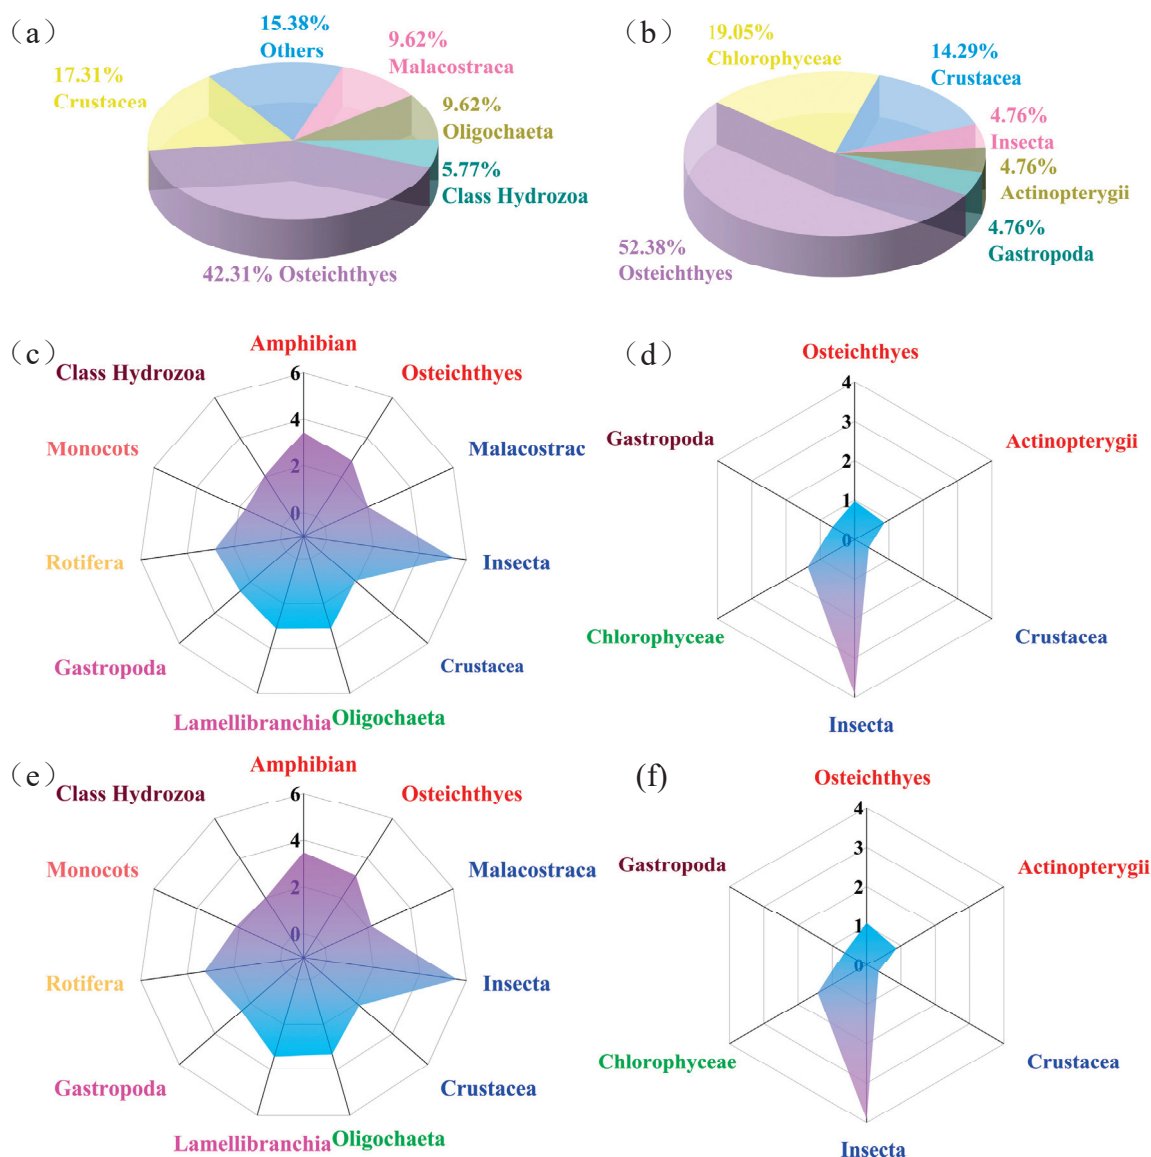 （a）
15.38%
Others
9.62%
Malacostraca
17.31%
Crustacea
9.62%
Oligochaeta
5.77%
Class Hydrozoa
42.31% Osteichthyes
（b）
19.05%
Chlorophyceae
14.29%
Crustacea
4.76%
Insecta
4.76%
Actinopterygii
4.76%
Gastropoda
52.38%
Osteichthyes
（c）
Amphibian
Class Hydrozoa
Osteichthyes
Monocots
Malacostrac
Rotifera
Insecta
Gastropoda
Crustacea
Lamellibranchia
Oligochaeta
6
4
2
0
（d）
Osteichthyes
Gastropoda
Actinopterygii
Chlorophyceae
Crustacea
Insecta
4
3
2
1
0
（e）
Amphibian
Class Hydrozoa
Osteichthyes
Monocots
Malacostraca
Rotifera
Insecta
Gastropoda
Crustacea
Lamellibranchia
Oligochaeta
6
4
2
0
(f)
Osteichthyes
Gastropoda
Actinopterygii
Chlorophyceae
Crustacea
Insecta
4
3
2
1
0